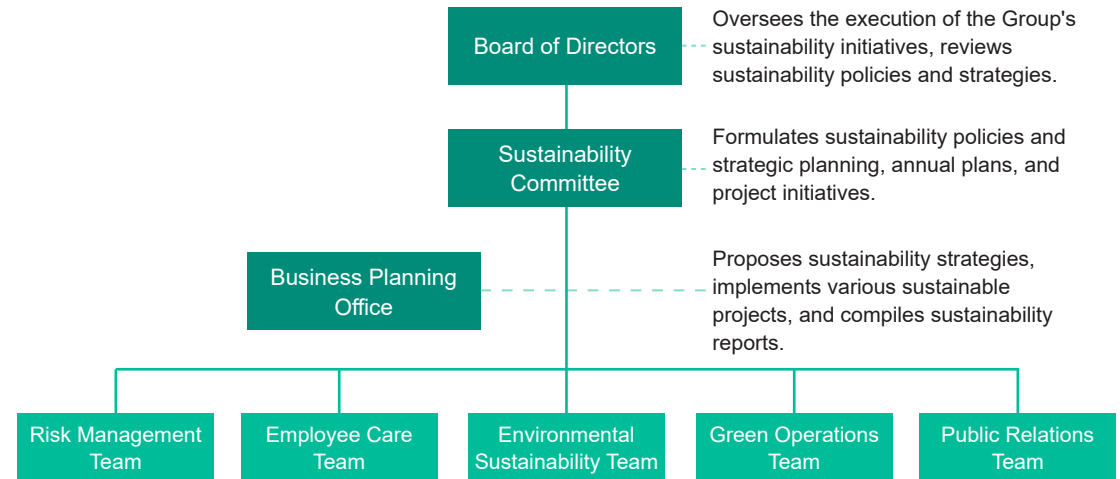 Board of Directors
Oversees the execution of the Group's
sustainability initiatives, reviews
sustainability policies and strategies.
Sustainability
Committee
Formulates sustainability policies and
strategic planning, annual plans, and
project initiatives.
Business Planning
Office
Proposes sustainability strategies,
implements various sustainable
projects, and compiles sustainability
reports.
Risk Management
Team
Employee Care
Team
Environmental
Sustainability Team
Green Operations
Team
Public Relations
Team